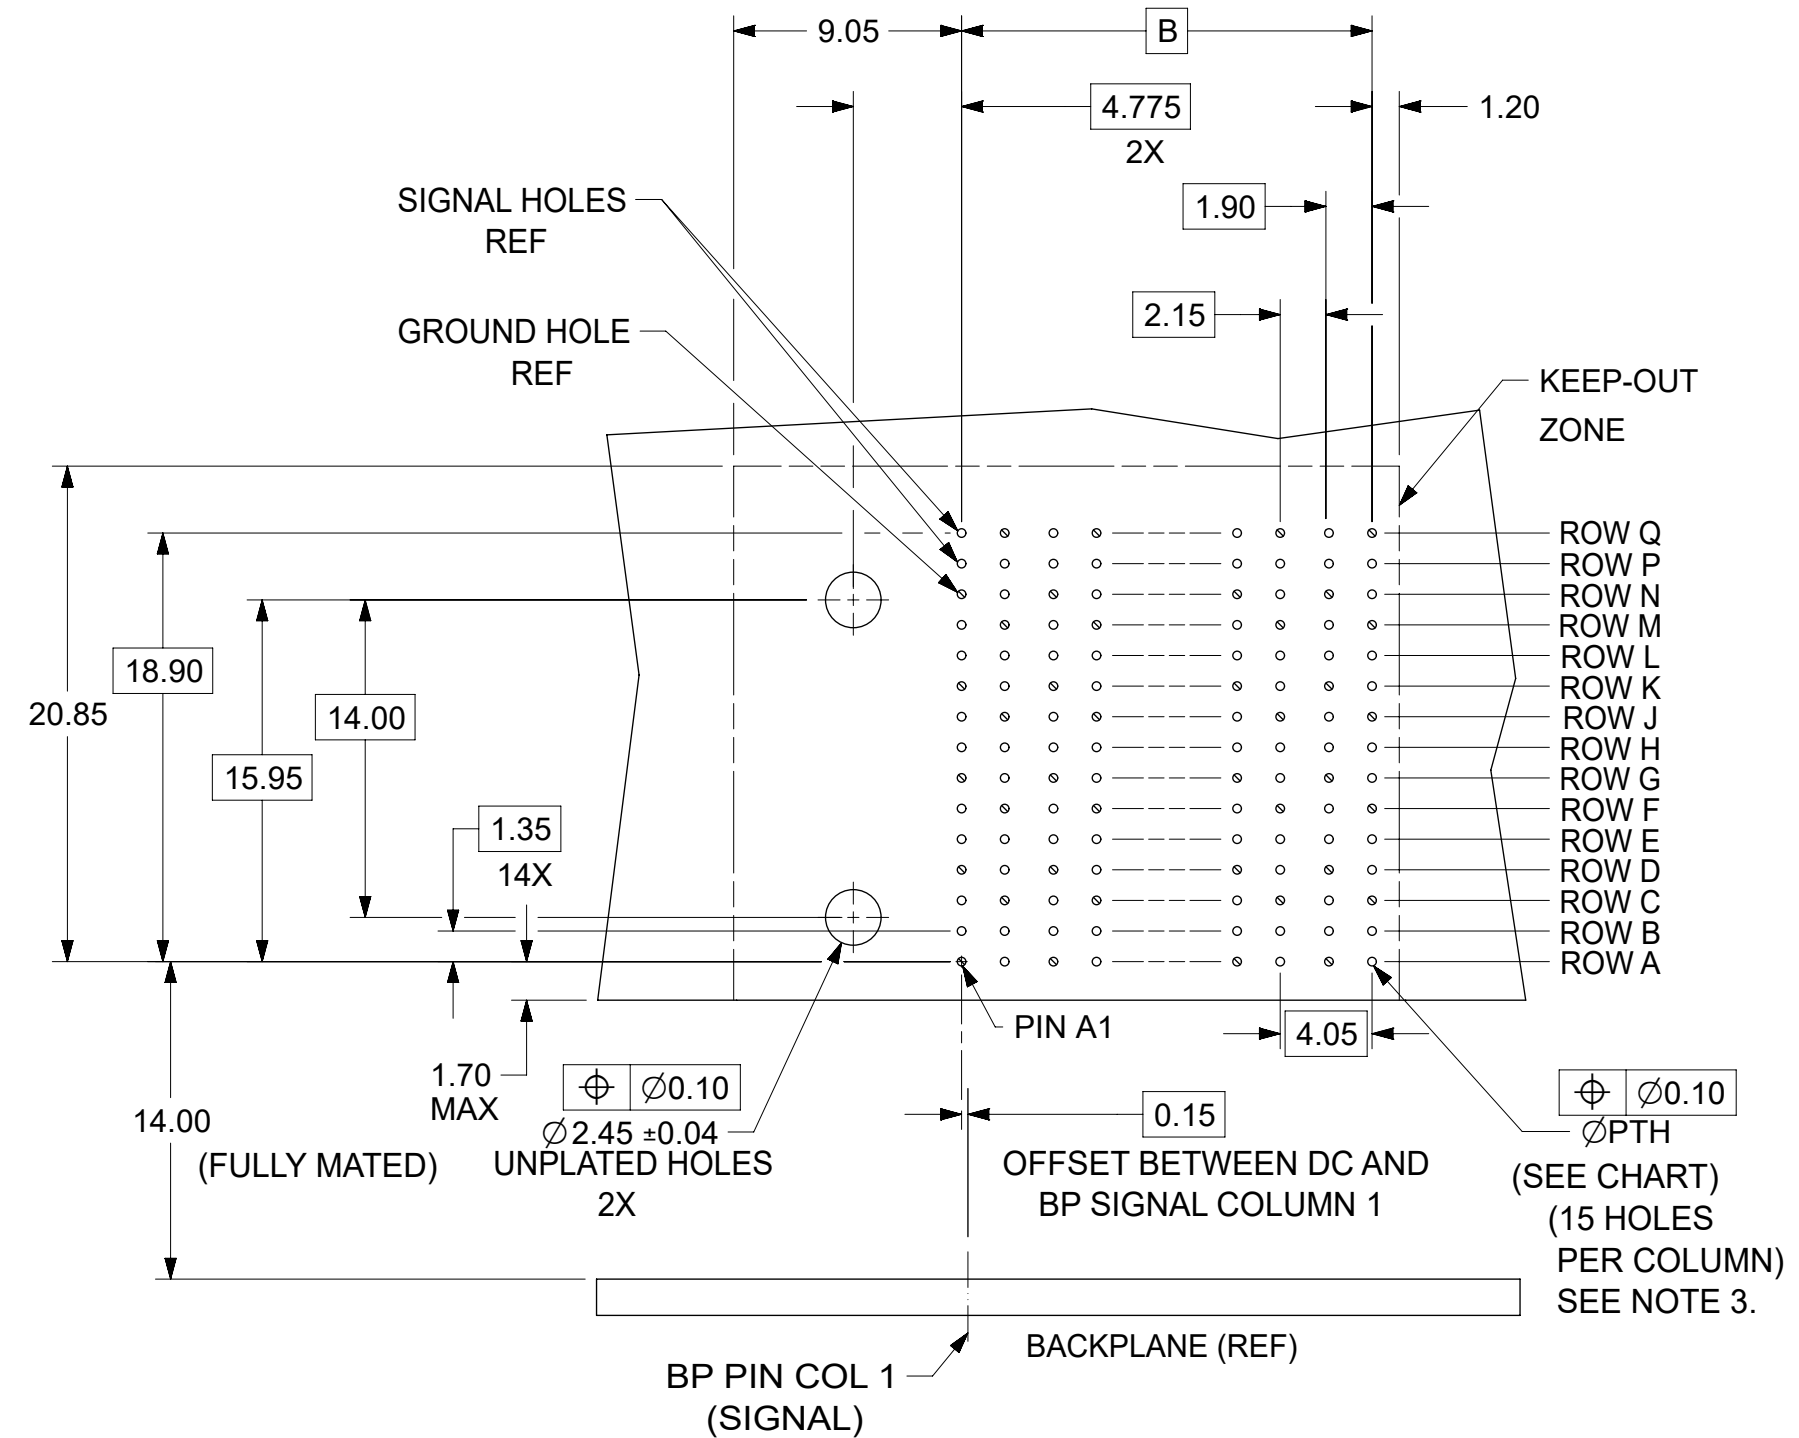 9.05
B
4.775
2X
1.20
1.90
SIGNAL HOLES
REF
2.15
GROUND HOLE
REF
KEEP-OUT
ZONE
ROW Q
ROW P
ROW N
ROW M
ROW L
ROW K
ROW J
ROW H
ROW G
ROW F
ROW E
ROW D
ROW C
ROW B
ROW A
20.85
18.90
15.95
14.00
1.35
14X
PIN A1
4.05
1.70
MAX
14.00
(FULLY MATED)
⌖ ∅0.10
∅2.45 ±0.04
UNPLATED HOLES
2X
0.15
OFFSET BETWEEN DC AND
BP SIGNAL COLUMN 1
⌖ ∅0.10
∅PTH
(SEE CHART)
(15 HOLES
PER COLUMN)
SEE NOTE 3.
BACKPLANE (REF)
BP PIN COL 1
(SIGNAL)